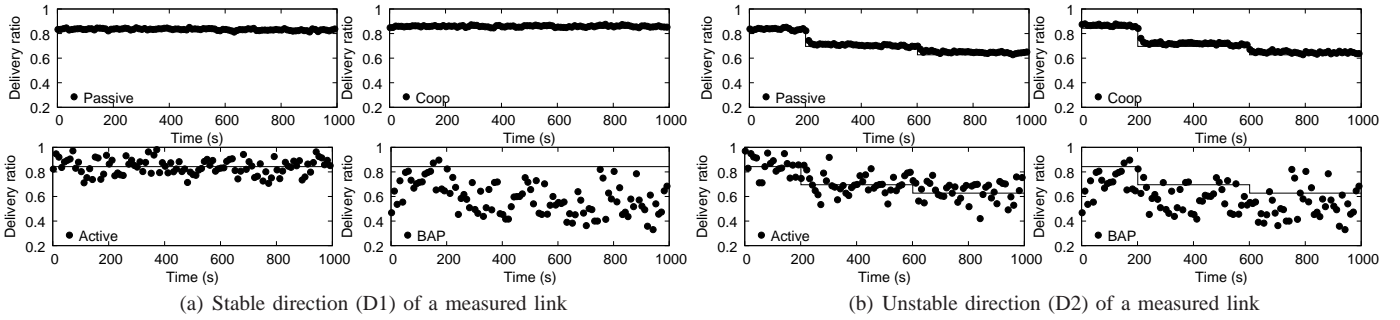 Delivery ratio
1
0.8
0.6
0.4
0.2
Passive
0 200 400 600 800 1000
Time (s)
Delivery ratio
1
0.8
0.6
0.4
0.2
Coop
0 200 400 600 800 1000
Time (s)
Delivery ratio
1
0.8
0.6
0.4
0.2
Active
0 200 400 600 800 1000
Time (s)
Delivery ratio
1
0.8
0.6
0.4
0.2
BAP
0 200 400 600 800 1000
Time (s)
(a) Stable direction (D1) of a measured link
Delivery ratio
1
0.8
0.6
0.4
0.2
Passive
0 200 400 600 800 1000
Time (s)
Delivery ratio
1
0.8
0.6
0.4
0.2
Coop
0 200 400 600 800 1000
Time (s)
Delivery ratio
1
0.8
0.6
0.4
0.2
Active
0 200 400 600 800 1000
Time (s)
Delivery ratio
1
0.8
0.6
0.4
0.2
BAP
0 200 400 600 800 1000
Time (s)
(b) Unstable direction (D2) of a measured link